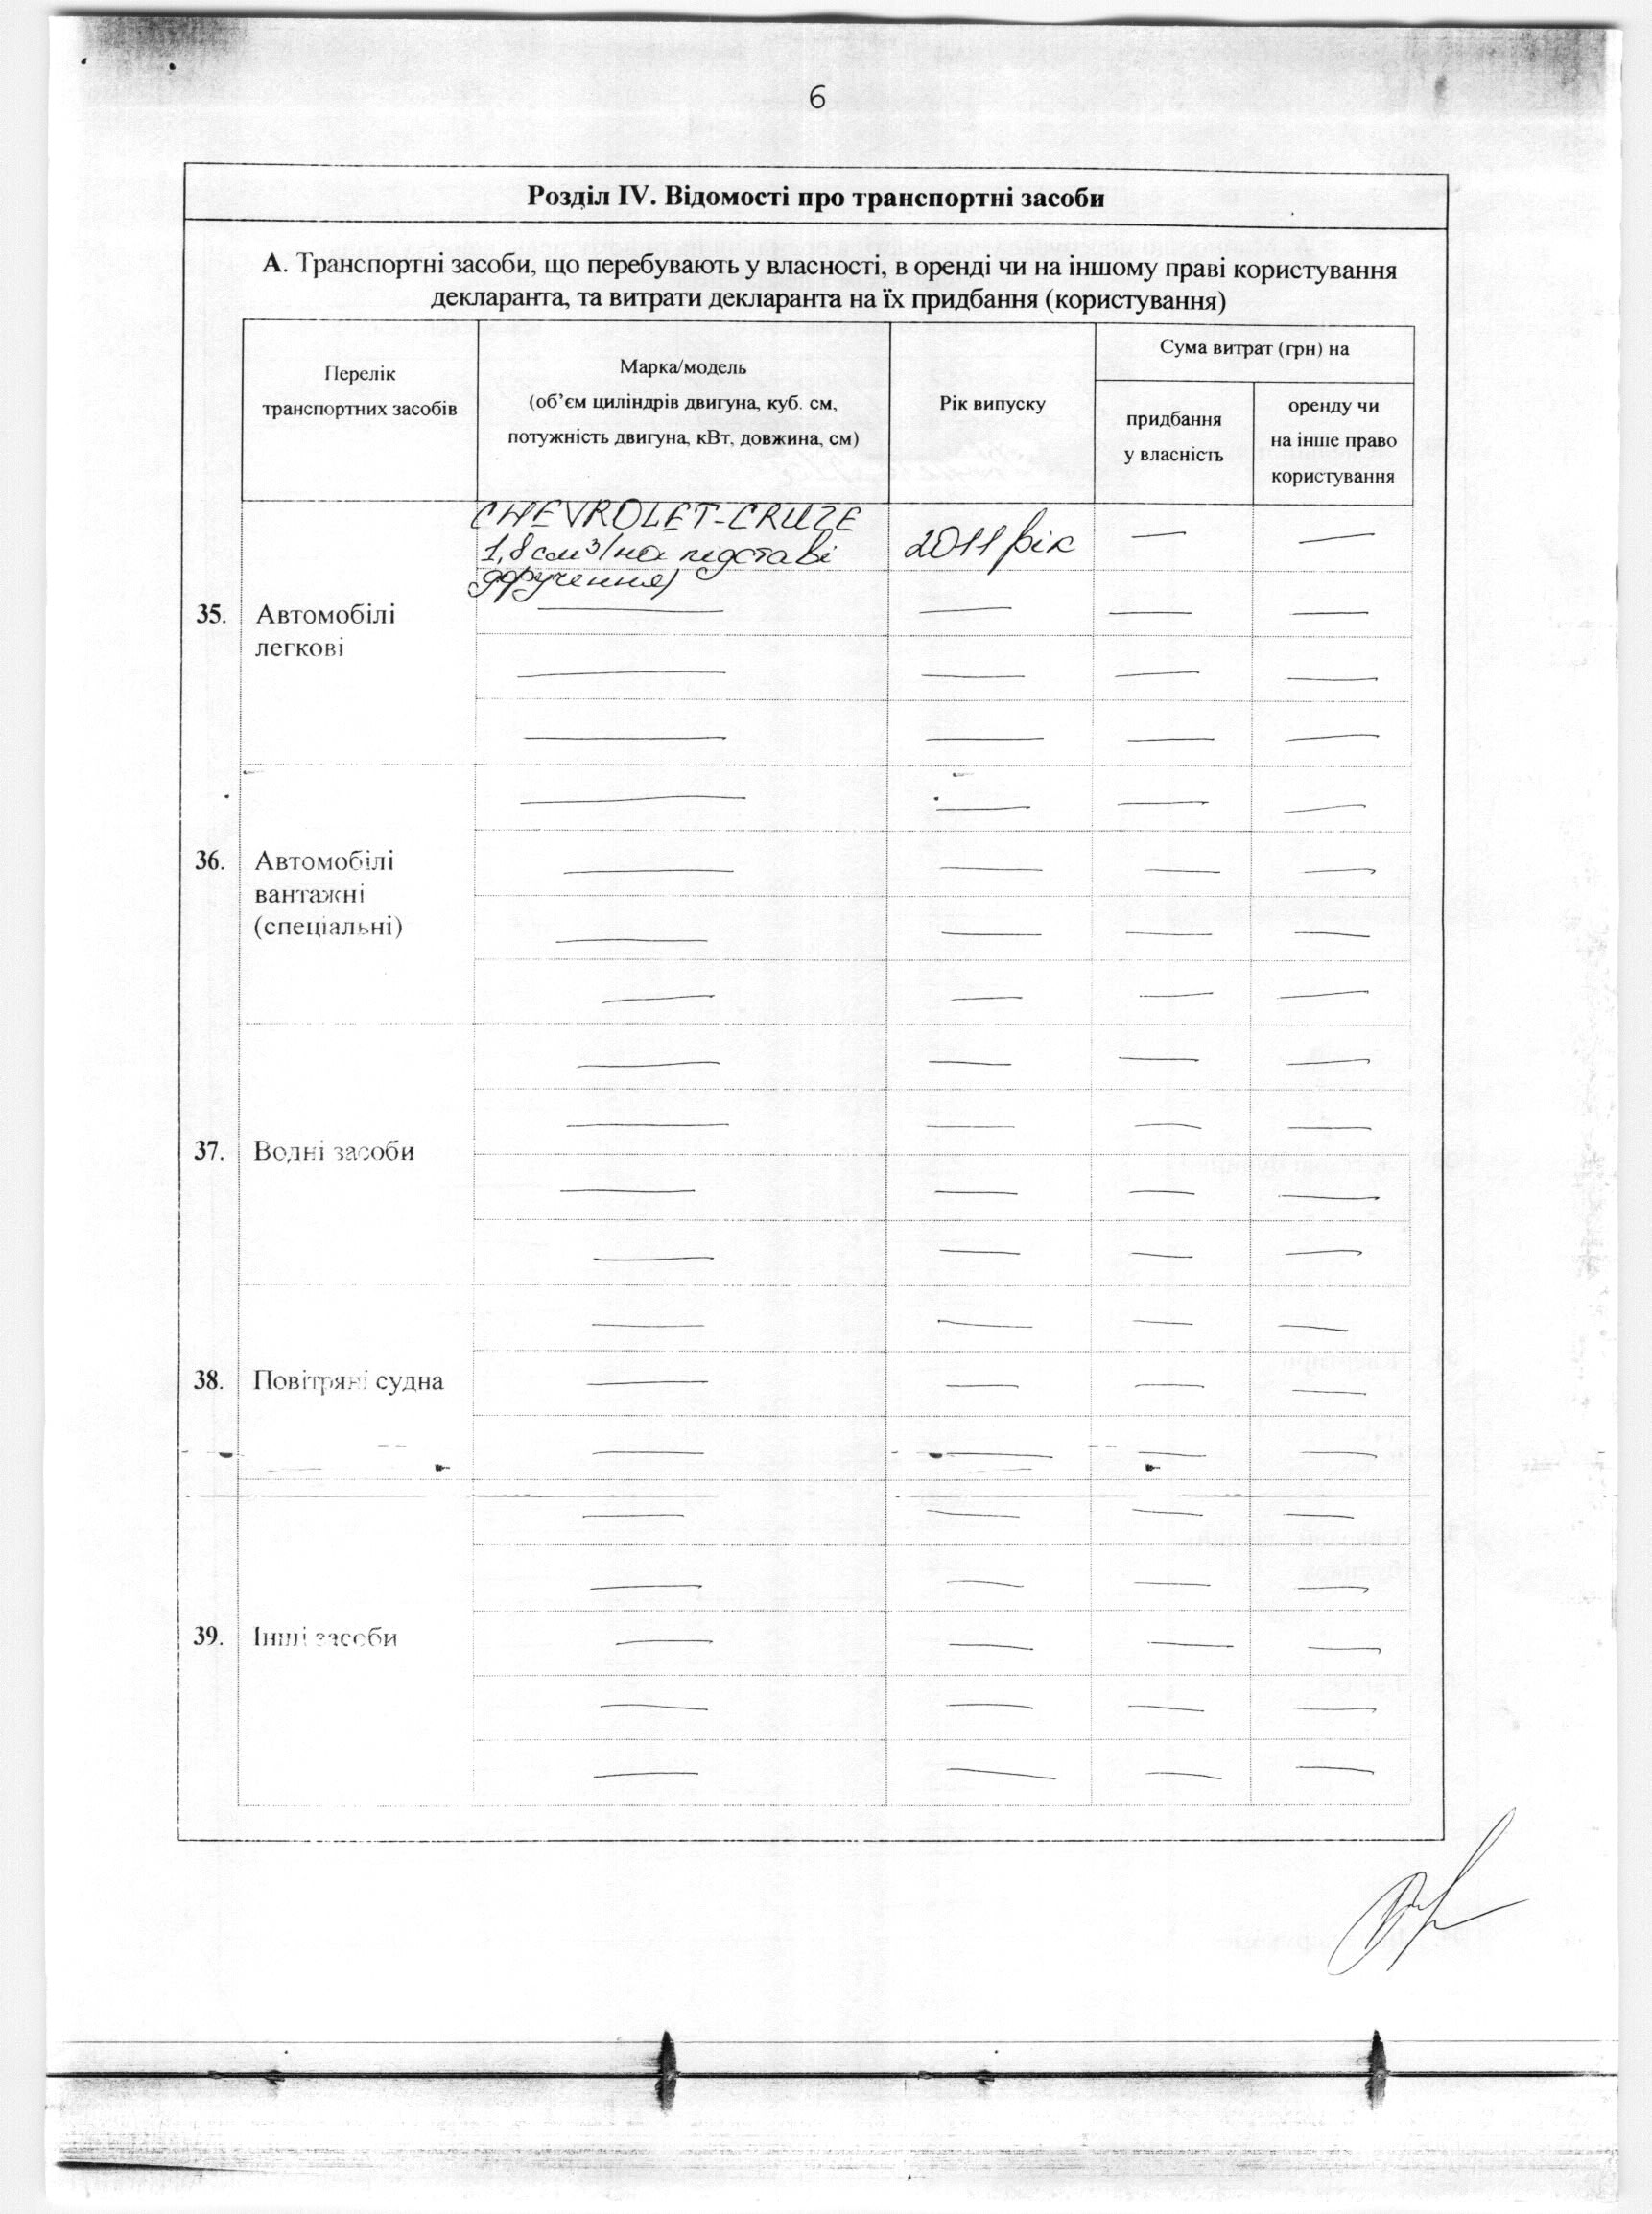 6
Розділ IV. Відомості про транспортні засоби
А. Транспортні засоби, що перебувають у власності, в оренді чи на іншому праві користування
декларанта, та витрати декларанта на їх придбання (користування)
Перелік
транспортних засобів
Марка/модель
(об’єм циліндрів двигуна, куб. см,
потужність двигуна, кВт, довжина, см)
Рік випуску
Сума витрат (грн) на
придбання
у власність
оренду чи
на інше право
користування
CHEVROLET-CRUZE
1,8 см³ (на підставі
доручення)
2011 рік
— —
35. Автомобілі
легкові
— — — —
— — — —
— — — —
— — — —
36. Автомобілі
вантажні
(спеціальні)
— — — —
— — — —
— — — —
— — — —
— — — —
37. Водні засоби
— — — —
— — — —
— — — —
38. Повітряні судна
— — — —
— — — —
— — — —
— — — —
39. Інші засоби
— — — —
— — — —
— — — —